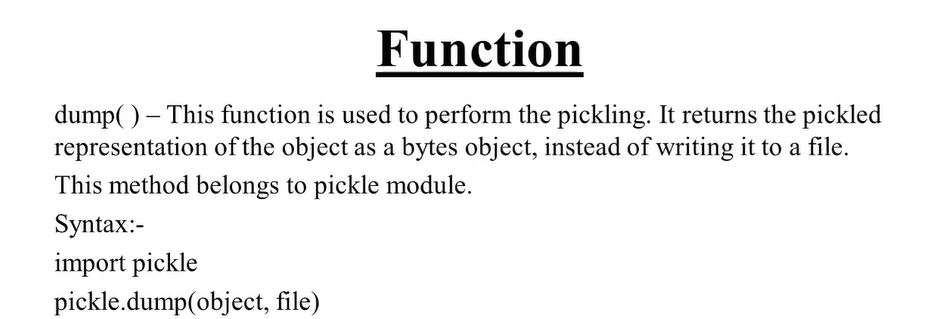 Function
dump( ) – This function is used to perform the pickling. It returns the pickled
representation of the object as a bytes object, instead of writing it to a file.
This method belongs to pickle module.
Syntax:-
import pickle
pickle.dump(object, file)